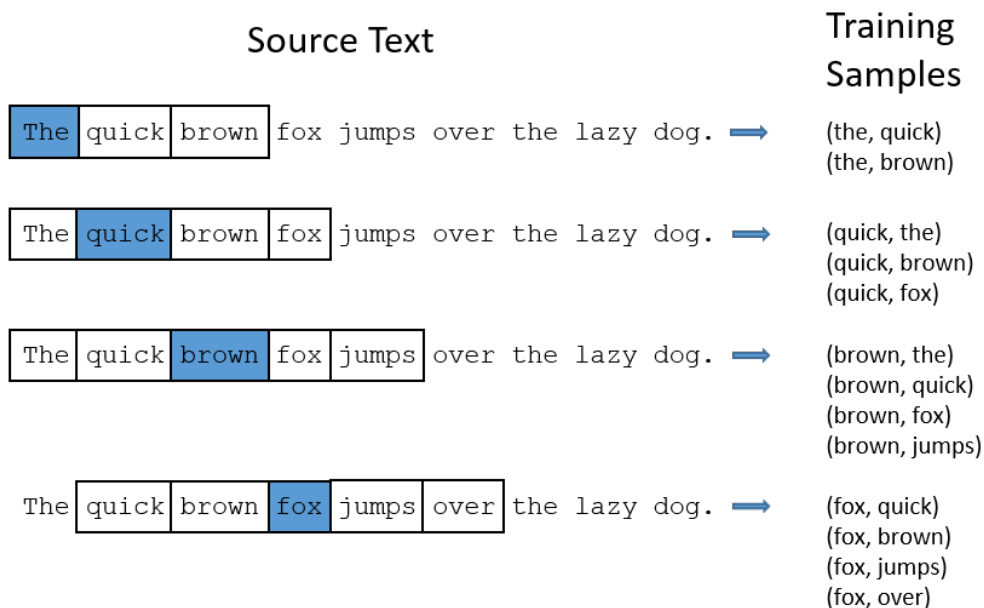 Source Text
Training
Samples
The quick brown fox jumps over the lazy dog.
(the, quick)
(the, brown)
The quick brown fox jumps over the lazy dog.
(quick, the)
(quick, brown)
(quick, fox)
The quick brown fox jumps over the lazy dog.
(brown, the)
(brown, quick)
(brown, fox)
(brown, jumps)
The quick brown fox jumps over the lazy dog.
(fox, quick)
(fox, brown)
(fox, jumps)
(fox, over)